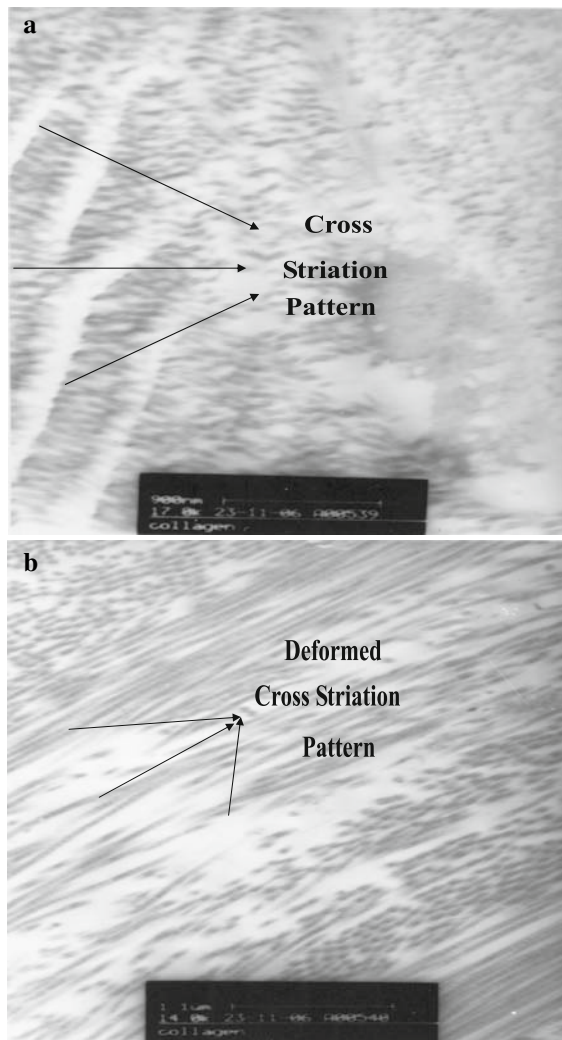 a
Cross
Striation
Pattern
900nm
17.0k 23-11-06 A00539
collagen
b
Deformed
Cross Striation
Pattern
1.1um
14.0k 23-11-06 A00540
collagen